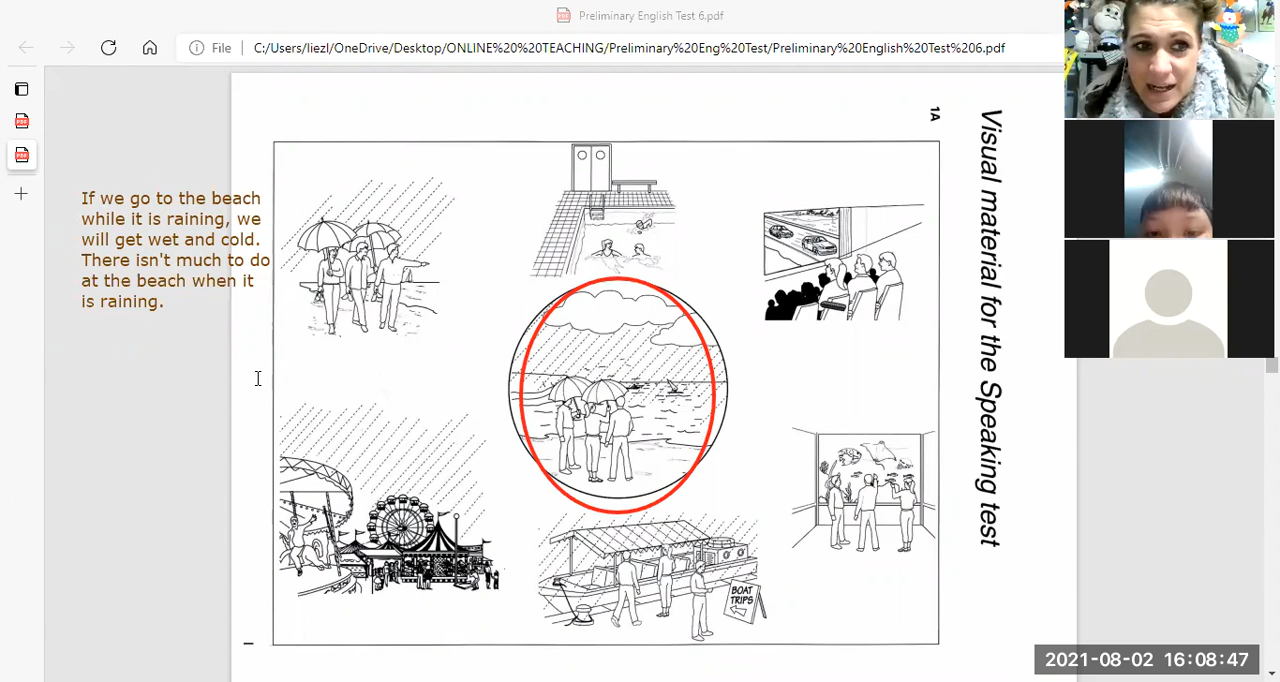 Preliminary English Test 6.pdf
File C:/Users/liezl/OneDrive/Desktop/ONLINE%20%20TEACHING/Preliminary%20Eng%20Test/Preliminary%20English%20Test%206.pdf
1A
Visual material for the Speaking test
If we go to the beach
while it is raining, we
will get wet and cold.
There isn't much to do
at the beach when it
is raining.
BOAT
TRIPS
2021-08-02 16:08:47